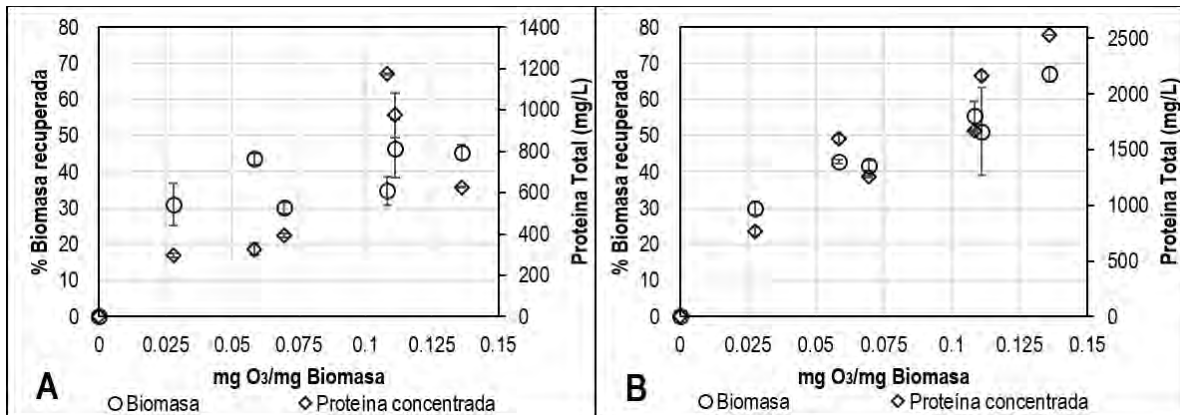 80
70
60
50
40
30
20
10
0
% Biomasa recuperada
1400
1200
1000
800
600
400
200
0
Proteína Total (mg/L)
0 0.025 0.05 0.075 0.1 0.125 0.15
mg O₃/mg Biomasa
A
Biomasa Proteína concentrada
80
70
60
50
40
30
20
10
0
% Biomasa recuperada
2500
2000
1500
1000
500
0
Proteína Total (mg/L)
0 0.025 0.05 0.075 0.1 0.125 0.15
mg O₃/mg Biomasa
B
Biomasa Proteína concentrada